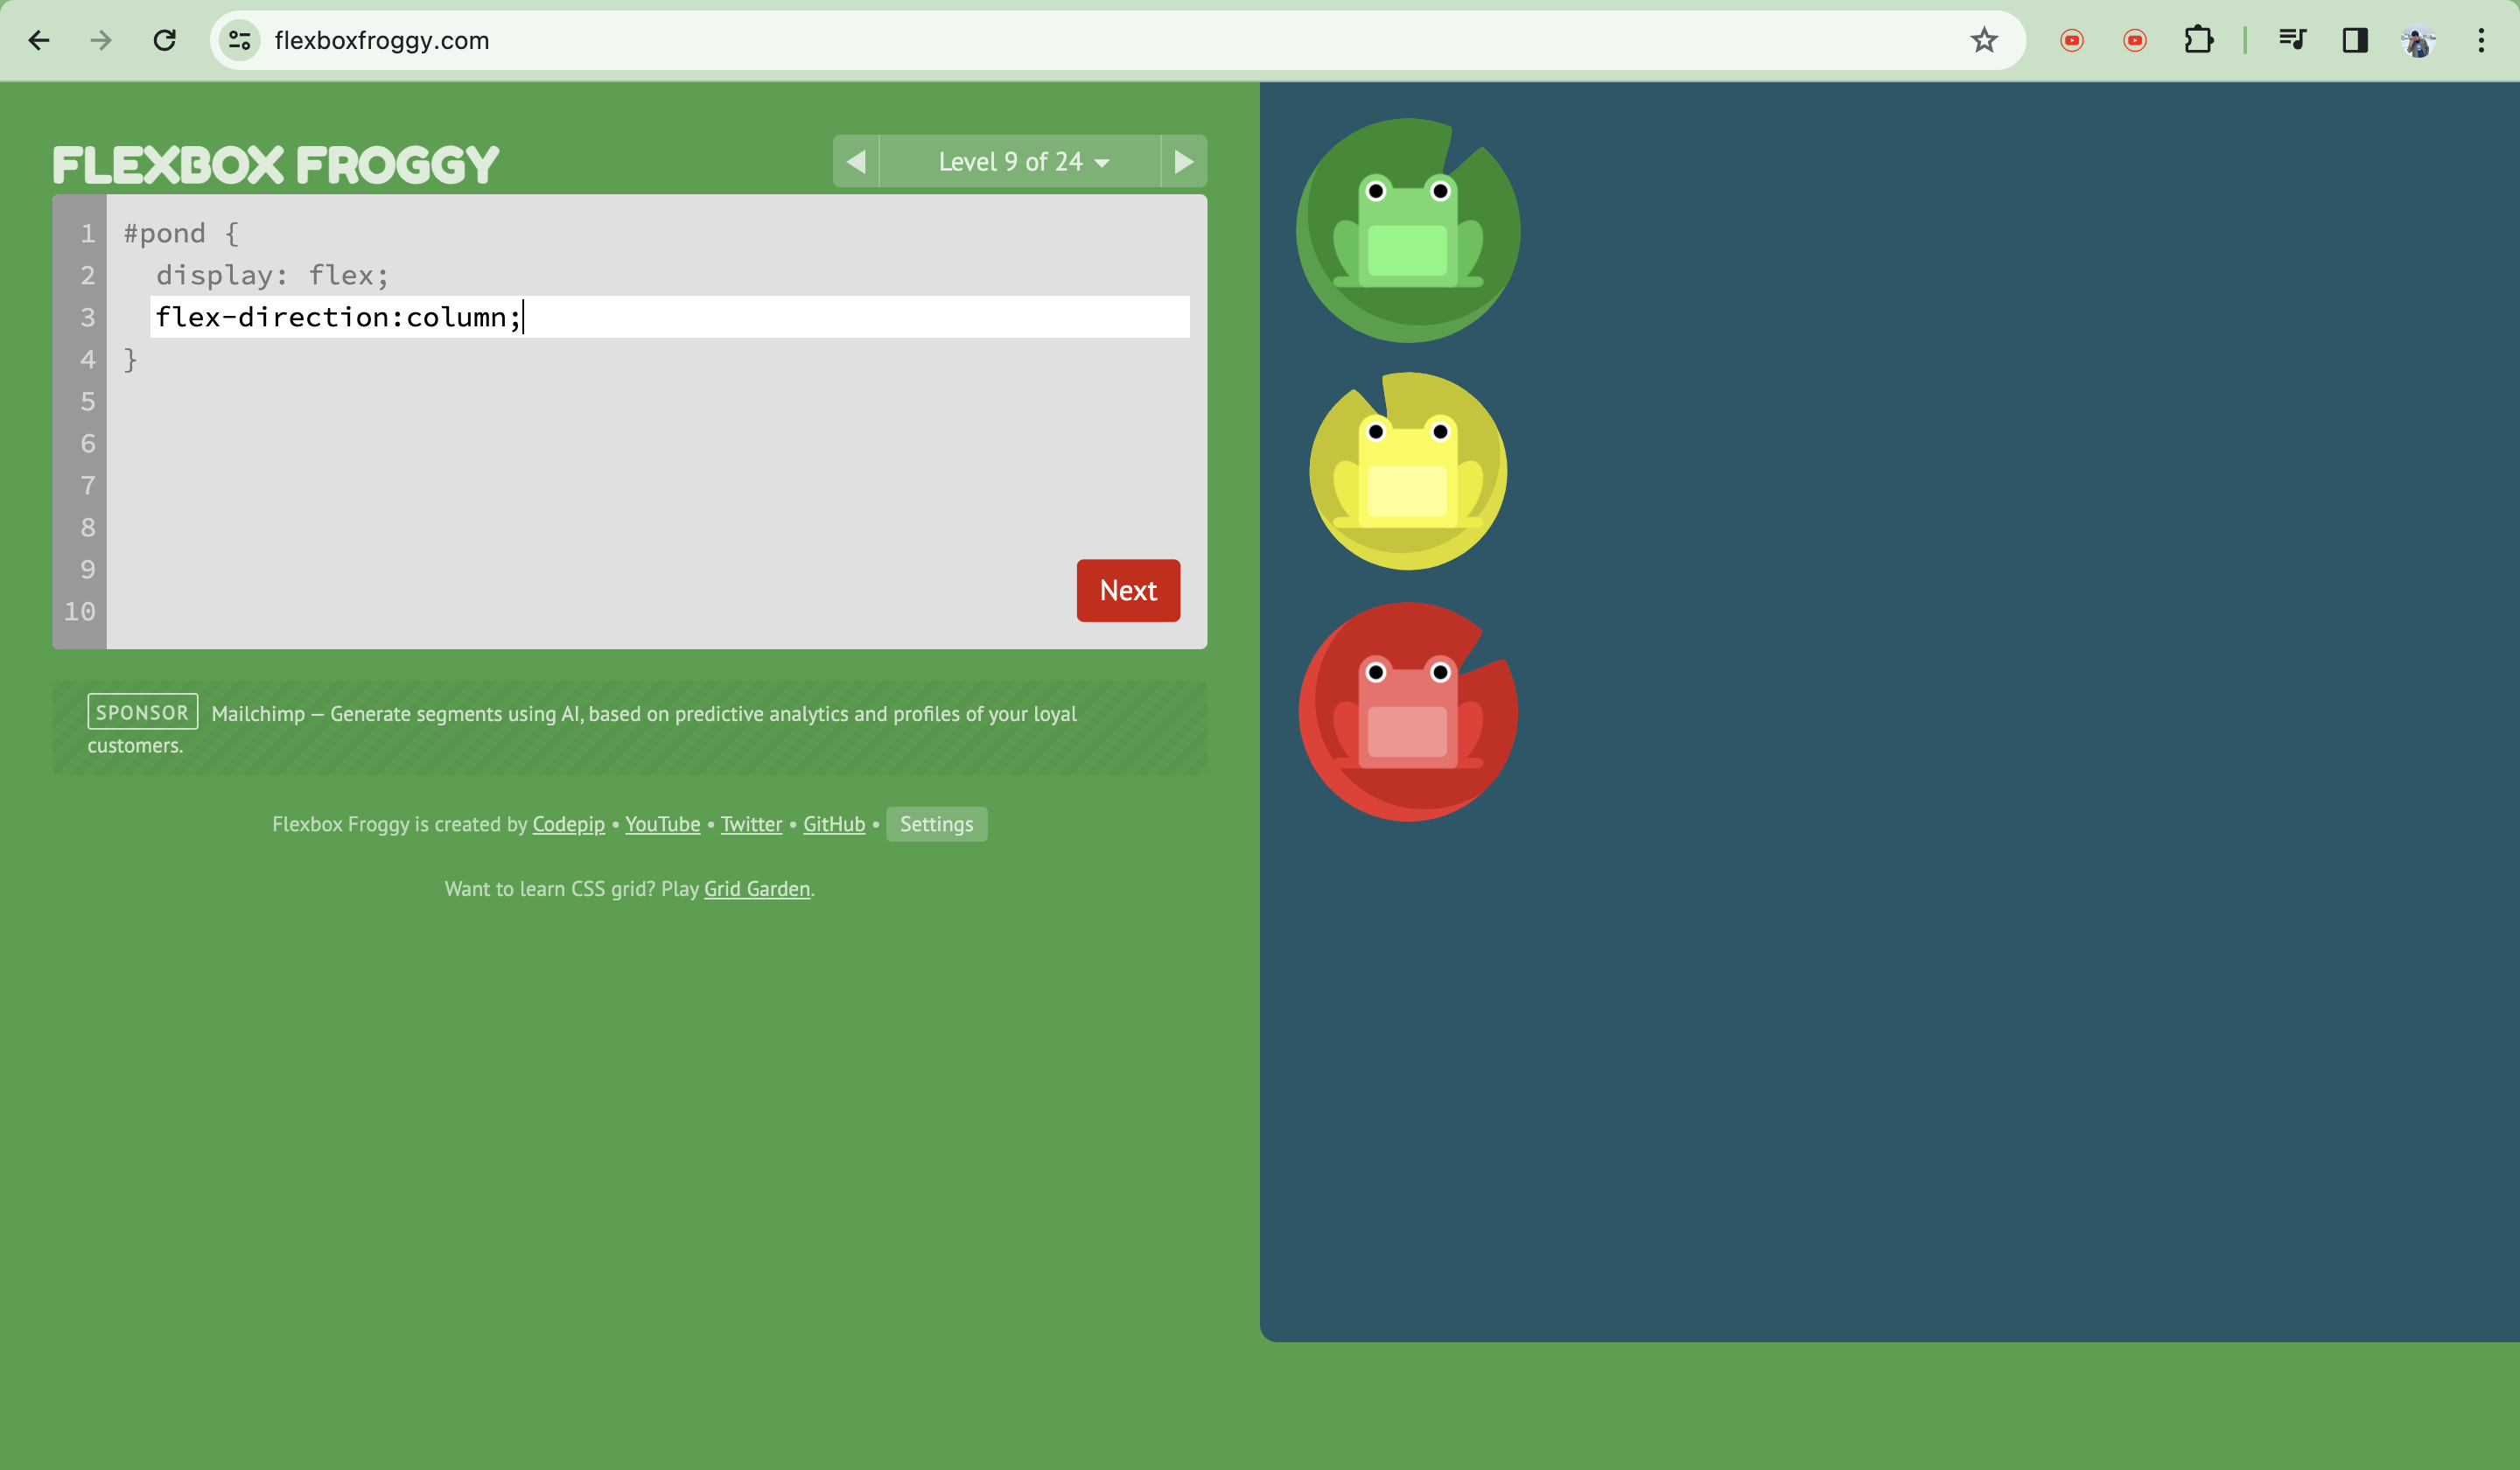 flexboxfroggy.com
FLEXBOX FROGGY
Level 9 of 24
1 #pond {
2 display: flex;
3 flex-direction:column;
4 }
5
6
7
8
9
10
Next
SPONSOR Mailchimp — Generate segments using AI, based on predictive analytics and profiles of your loyal
customers.
Flexbox Froggy is created by Codepip • YouTube • Twitter • GitHub • Settings
Want to learn CSS grid? Play Grid Garden.